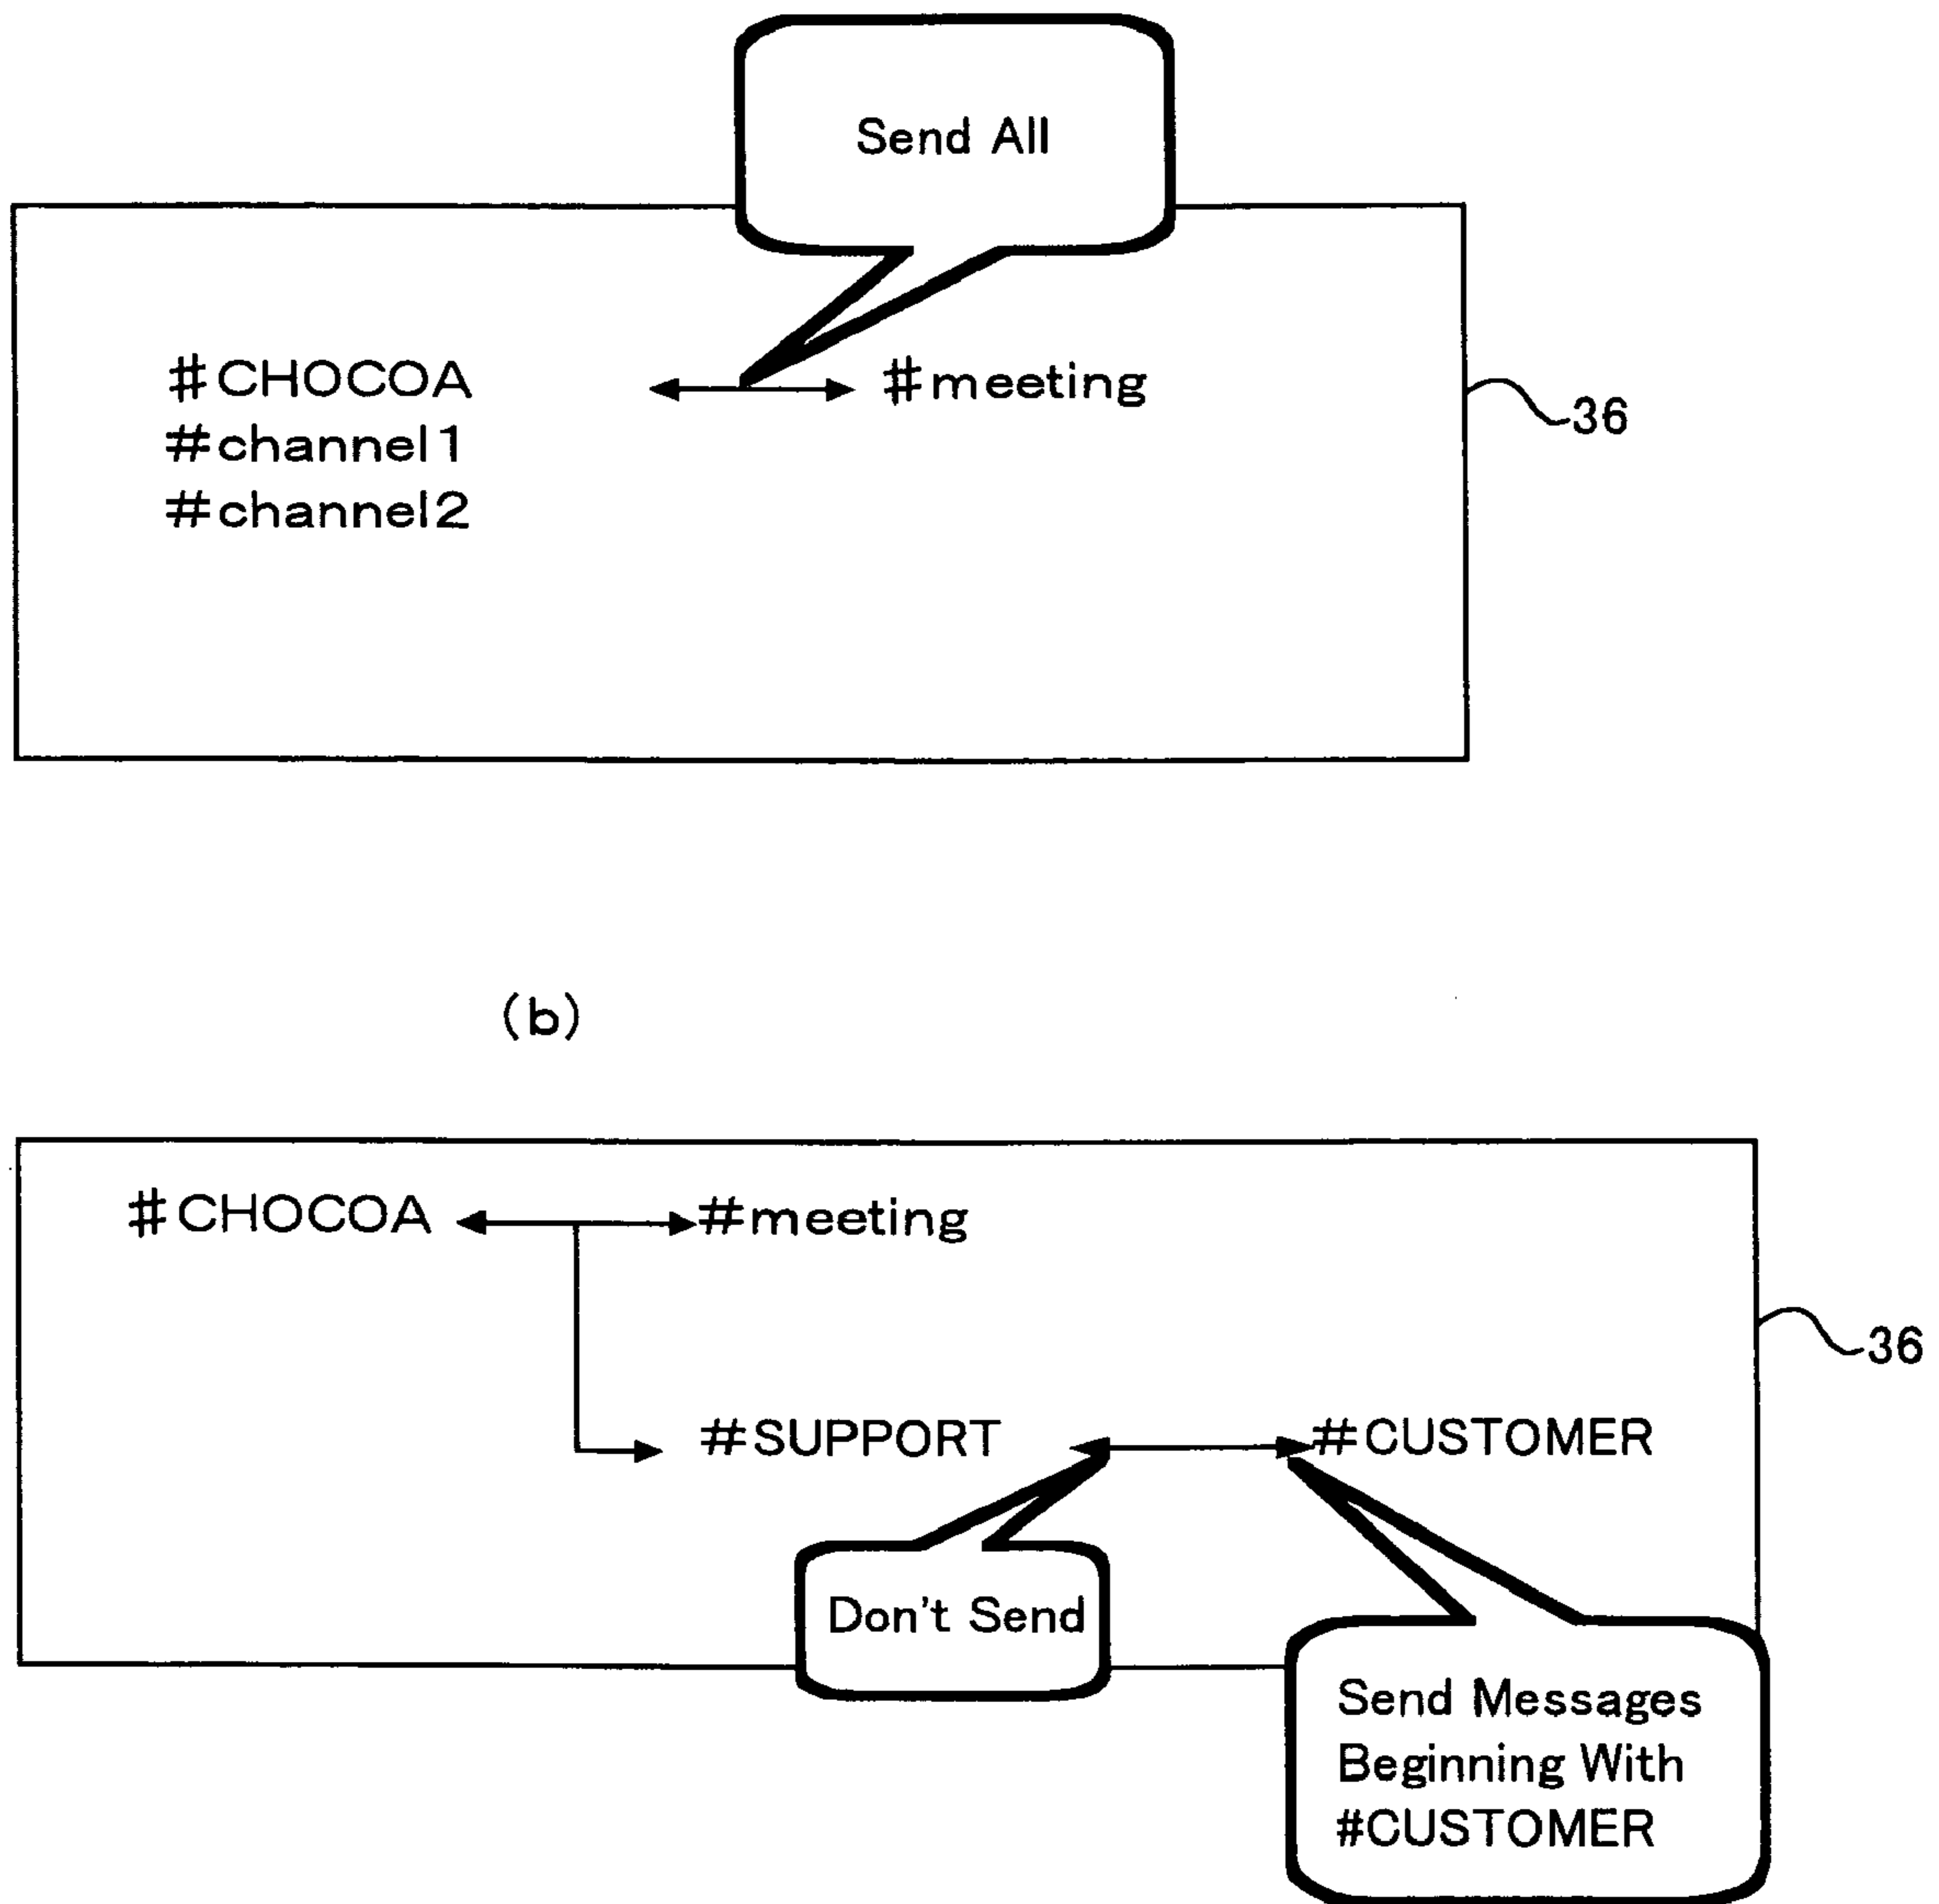 Send All
#CHOCOA
#meeting
36
#channel1
#channel2
(b)
#CHOCOA
#meeting
36
#SUPPORT
#CUSTOMER
Don't Send
Send Messages
Beginning With
#CUSTOMER